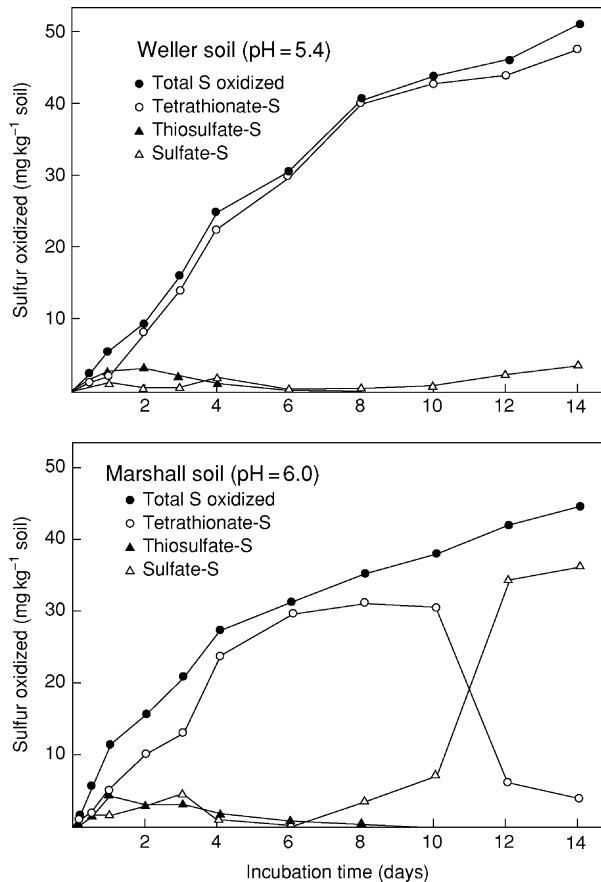 50
40
30
20
10
Sulfur oxidized (mg kg⁻¹ soil)
Weller soil (pH = 5.4)
Total S oxidized
Tetrathionate-S
Thiosulfate-S
Sulfate-S
2 4 6 8 10 12 14
50
40
30
20
10
Sulfur oxidized (mg kg⁻¹ soil)
Marshall soil (pH = 6.0)
Total S oxidized
Tetrathionate-S
Thiosulfate-S
Sulfate-S
2 4 6 8 10 12 14
Incubation time (days)